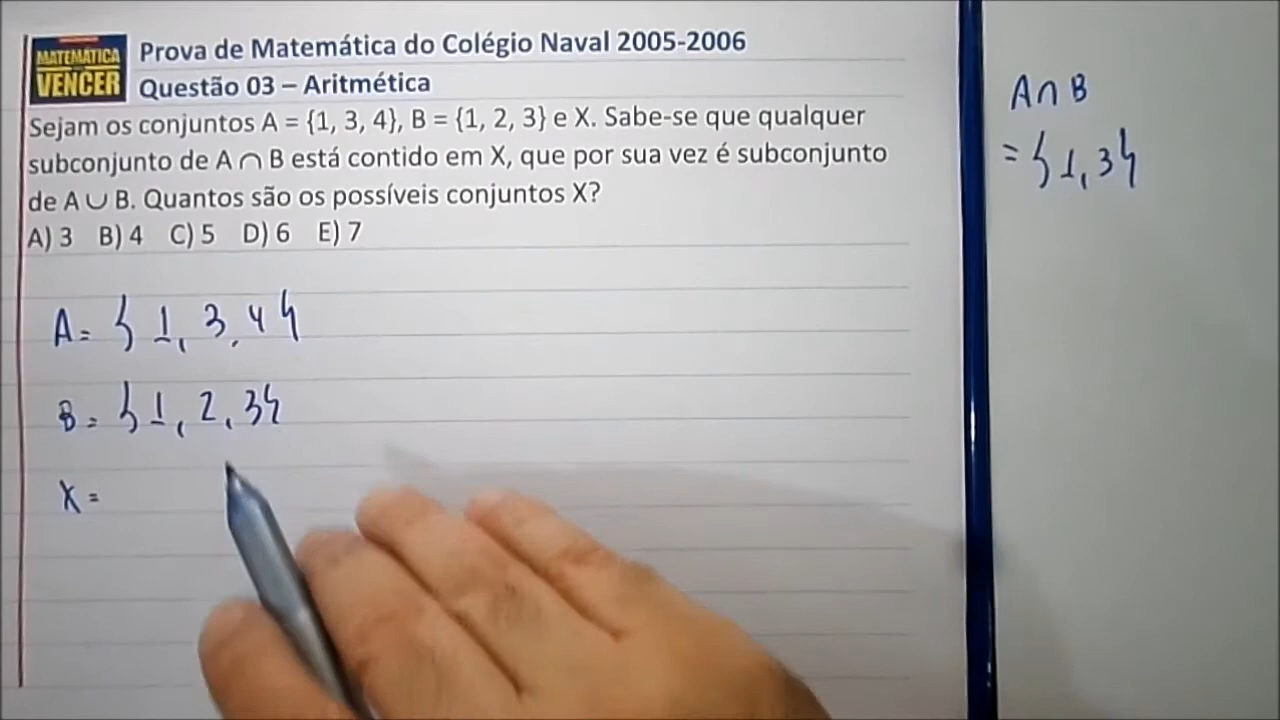 MATEMÁTICA
VENCER
Prova de Matemática do Colégio Naval 2005-2006
Questão 03 – Aritmética
Sejam os conjuntos A = {1, 3, 4}, B = {1, 2, 3} e X. Sabe-se que qualquer
subconjunto de A ∩ B está contido em X, que por sua vez é subconjunto
de A ∪ B. Quantos são os possíveis conjuntos X?
A) 3 B) 4 C) 5 D) 6 E) 7
A = { 1, 3, 4 }
B = { 1, 2, 3 }
X =
A ∩ B
= { 1, 3 }